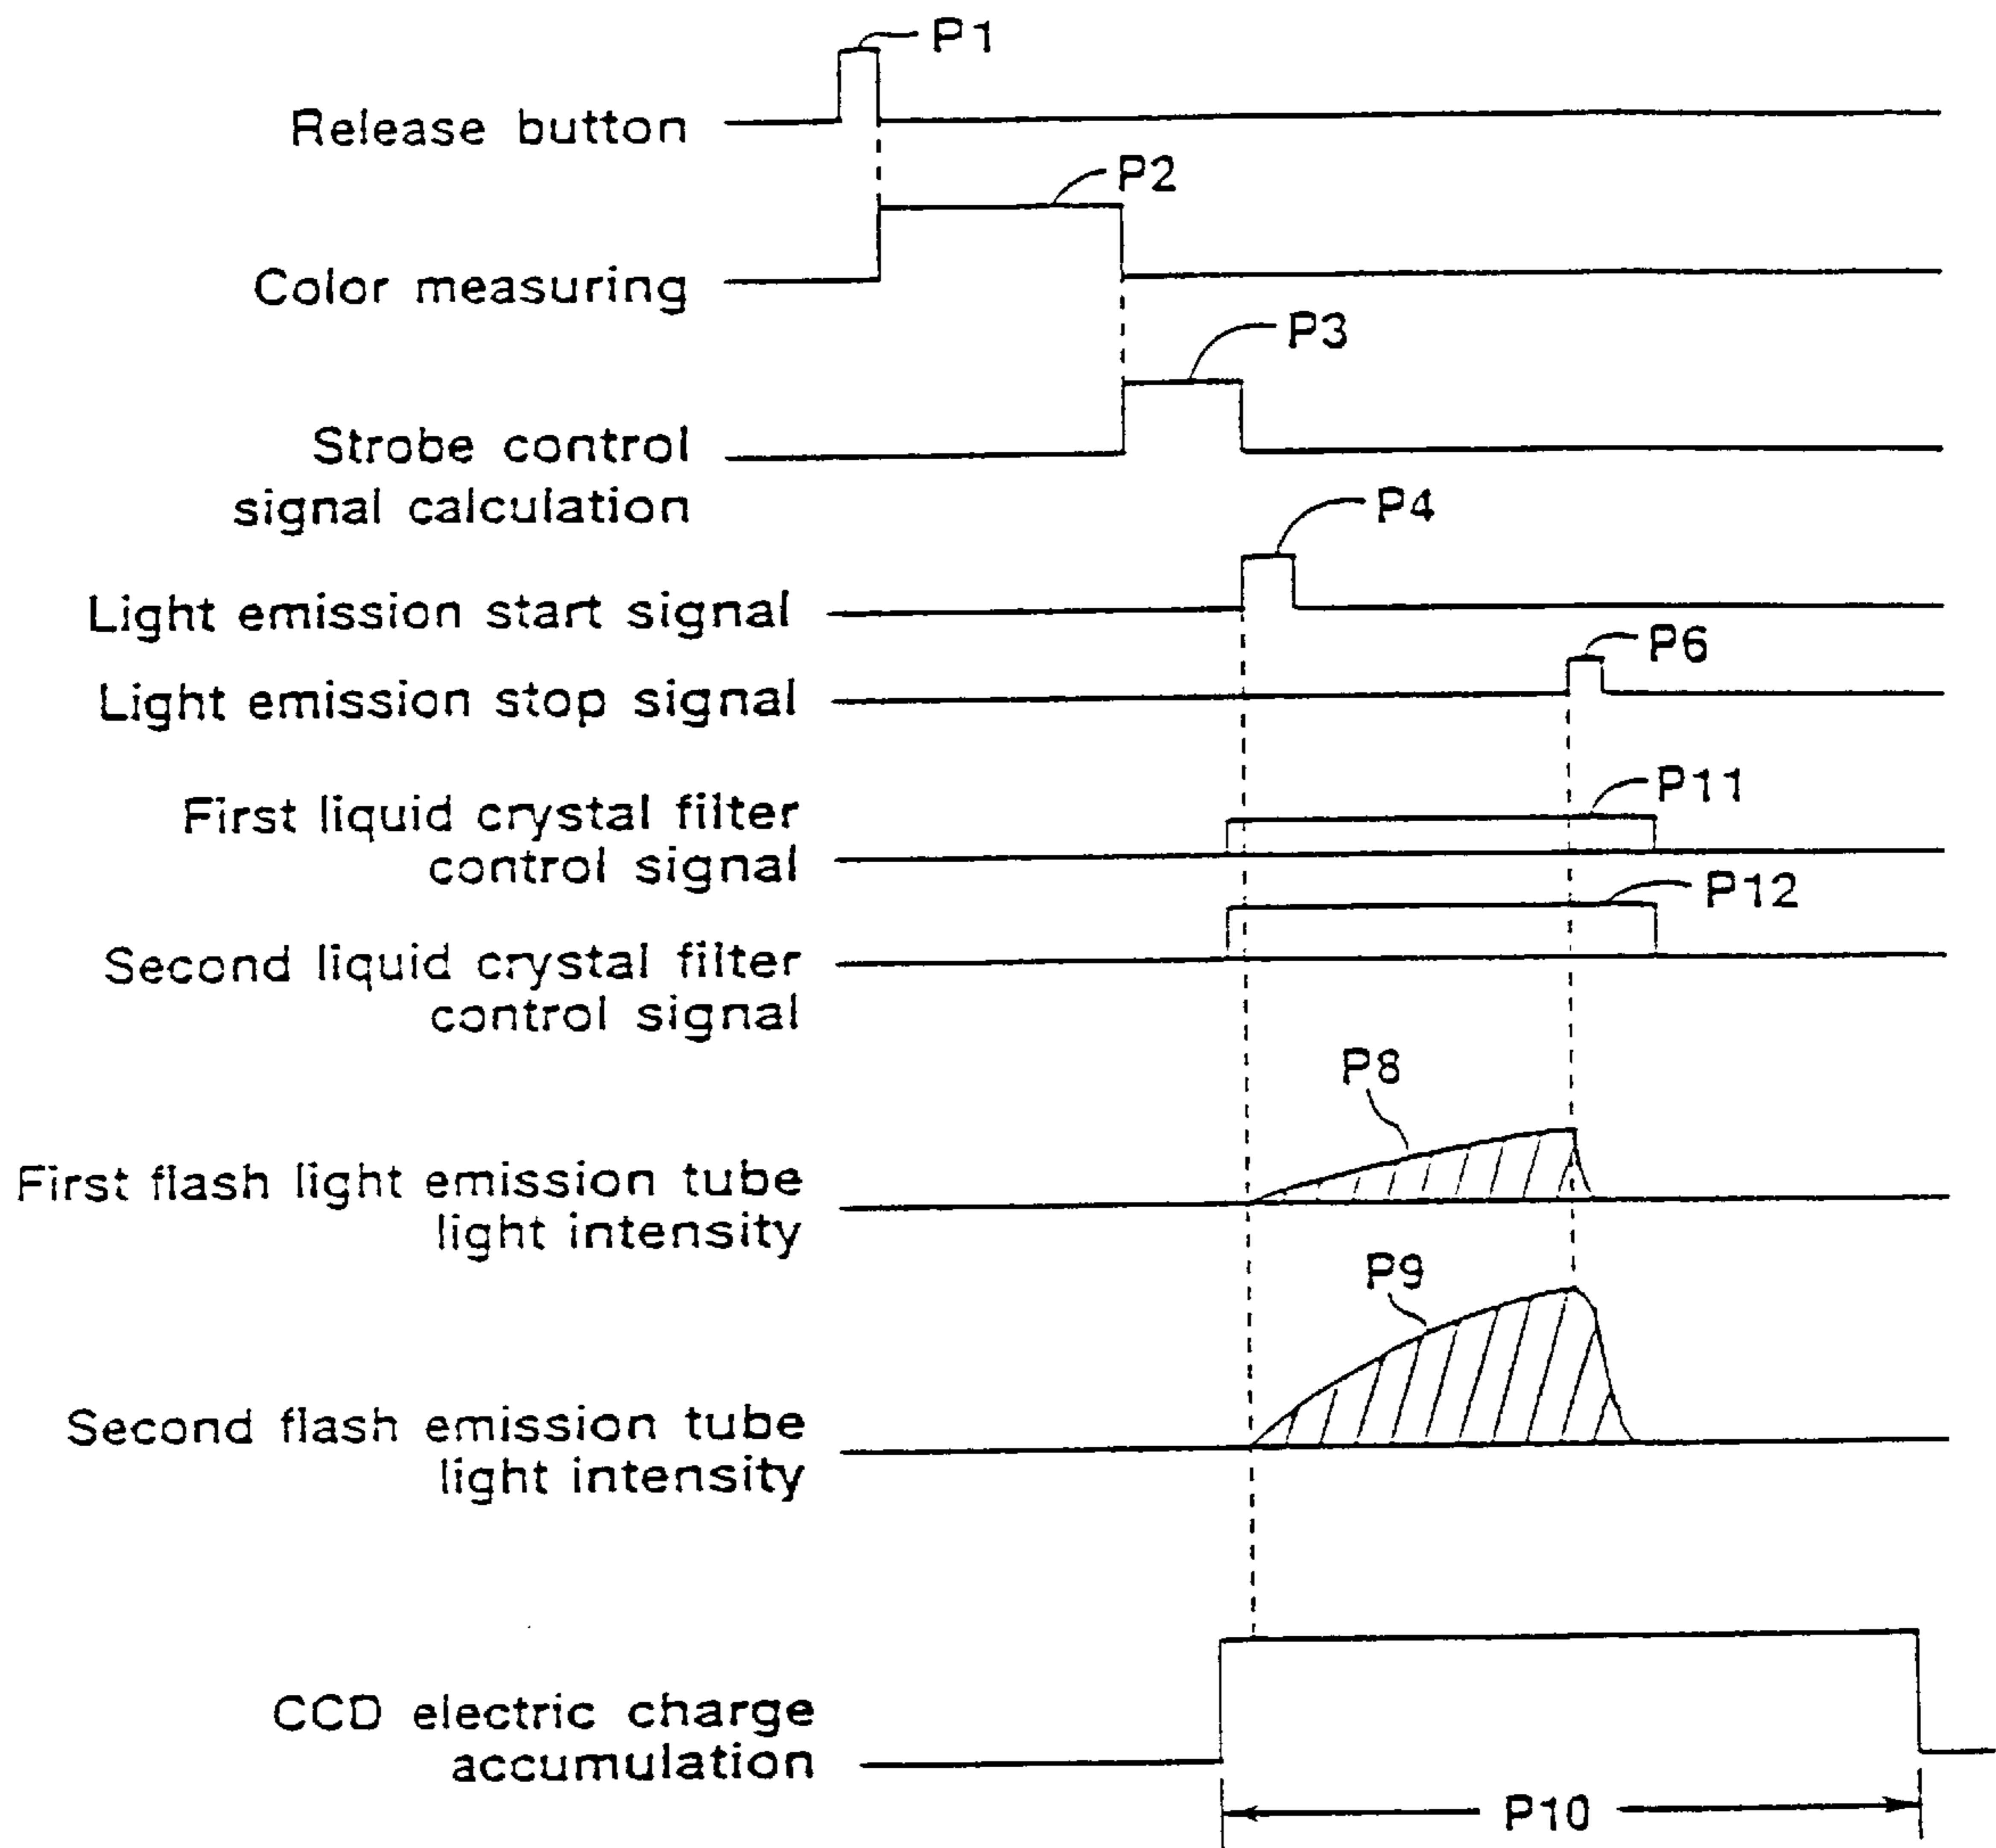 P1
Release button
P2
Color measuring
P3
Strobe control
signal calculation
P4
Light emission start signal
P6
Light emission stop signal
P11
First liquid crystal filter
control signal
P12
Second liquid crystal filter
control signal
P8
First flash light emission tube
light intensity
P9
Second flash emission tube
light intensity
CCD electric charge
accumulation
P10